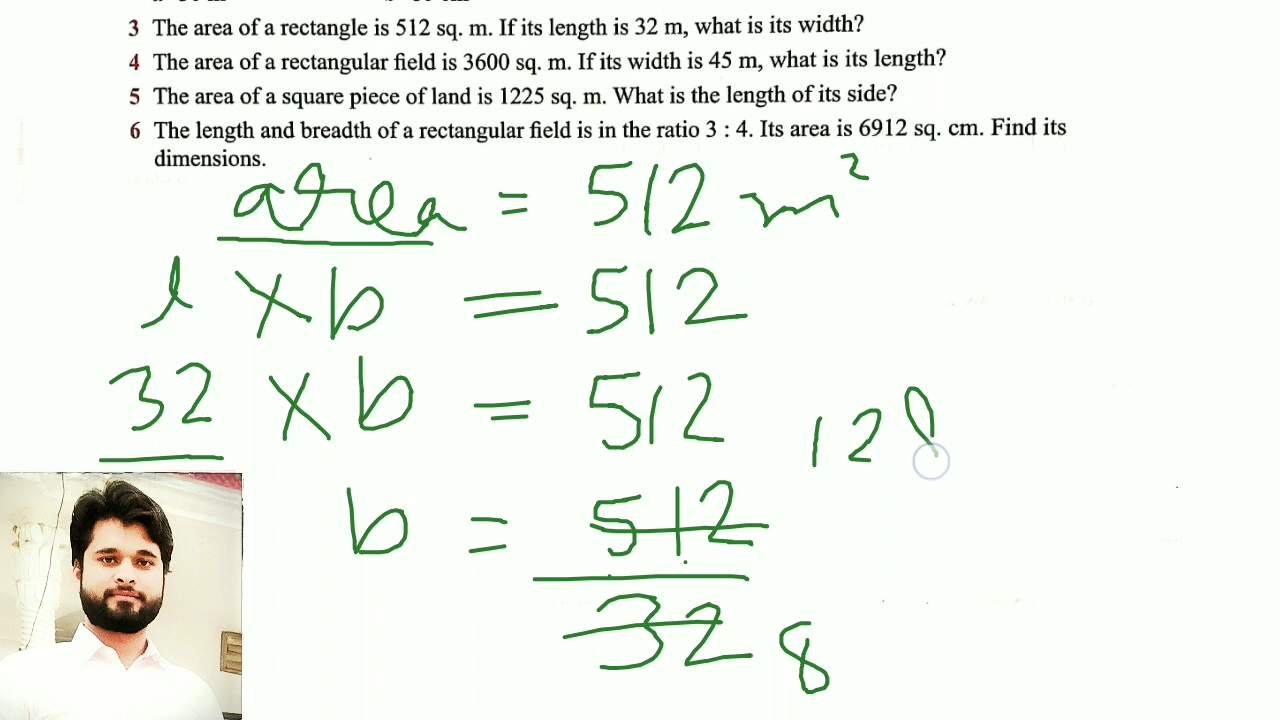 3 The area of a rectangle is 512 sq. m. If its length is 32 m, what is its width?
4 The area of a rectangular field is 3600 sq. m. If its width is 45 m, what is its length?
5 The area of a square piece of land is 1225 sq. m. What is the length of its side?
6 The length and breadth of a rectangular field is in the ratio 3 : 4. Its area is 6912 sq. cm. Find its
dimensions.
area = 512 m²
l × b = 512
32 × b = 512
128
b = 512
32 8